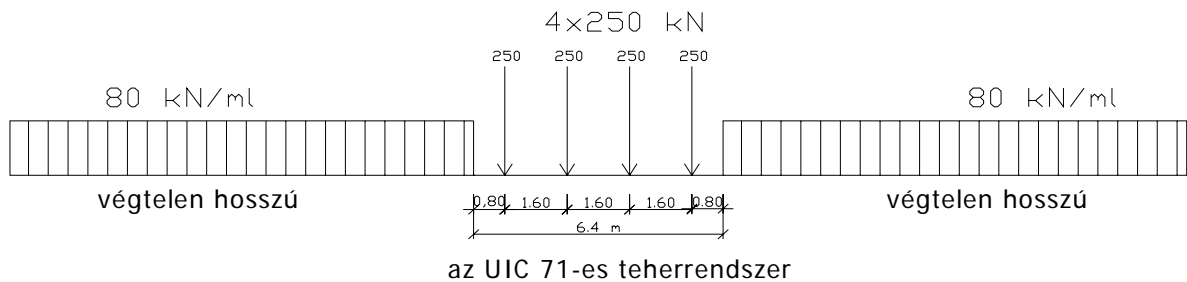 4x250 kN
250 250 250 250
80 kN/ml 80 kN/ml
végtelen hosszú végtelen hosszú
0.80 1.60 1.60 1.60 0.80
6.4 m
az UIC 71-es teherrendszer